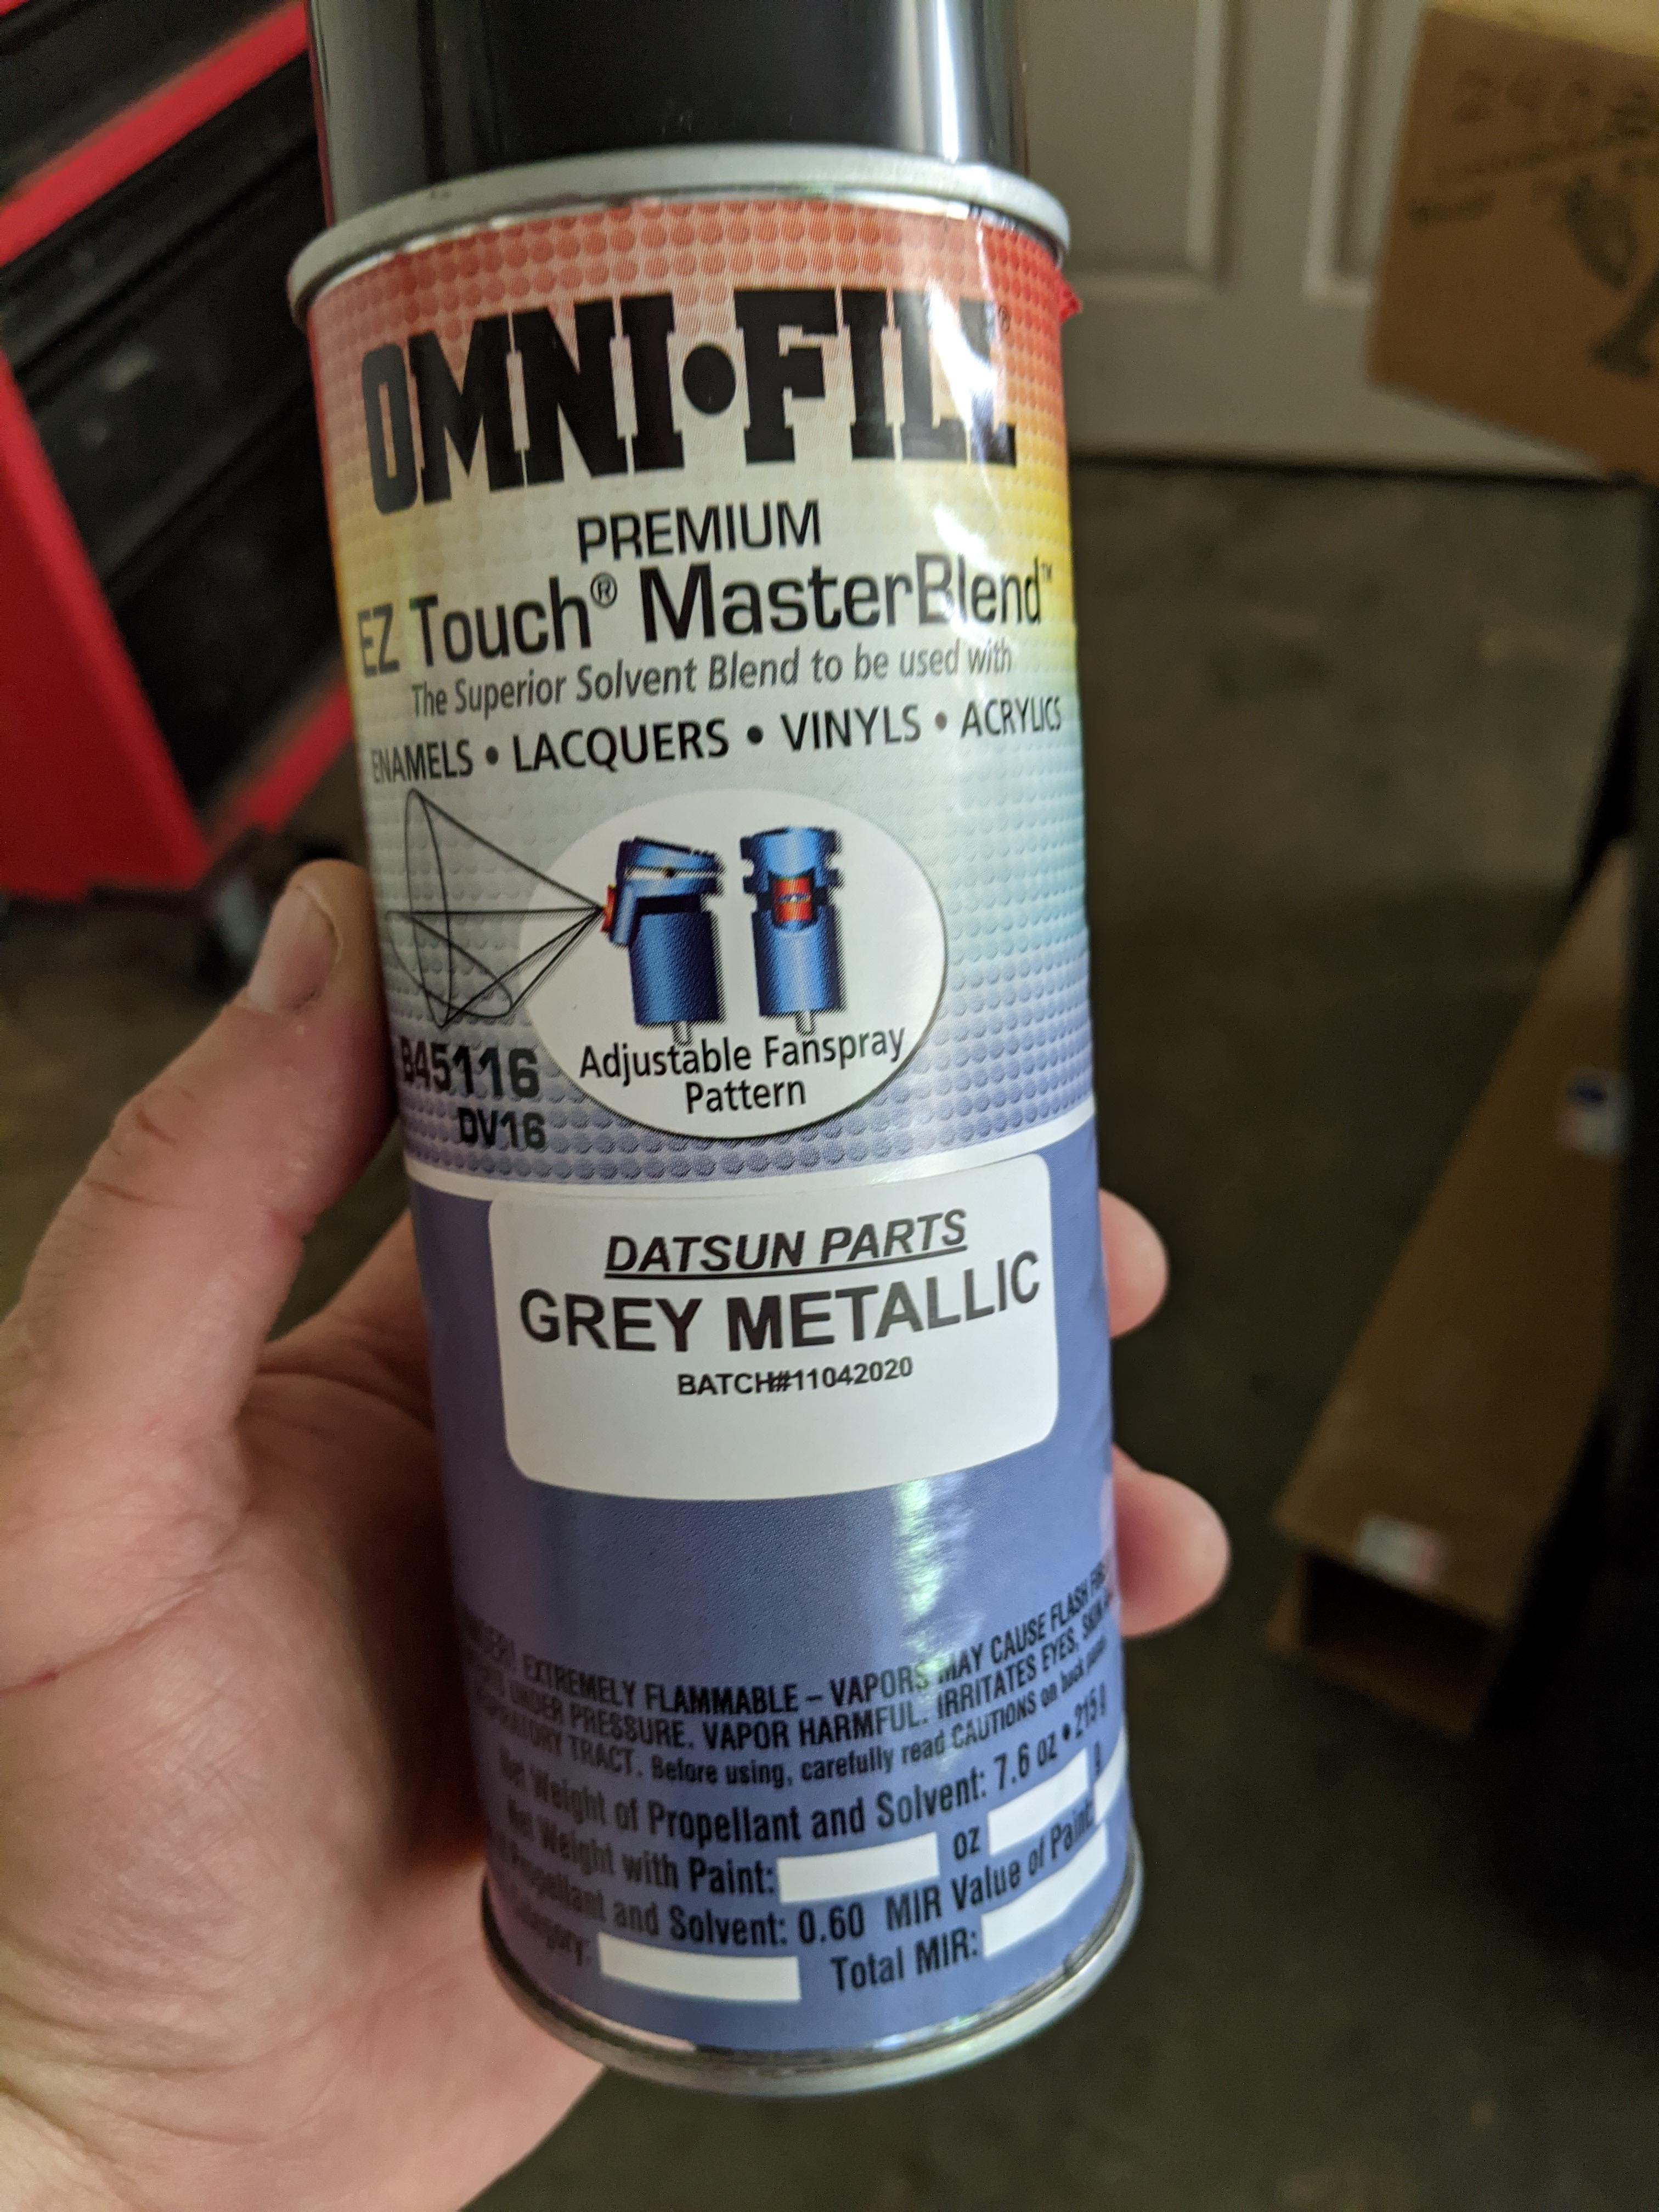 OMNI•FILL®
PREMIUM
EZ Touch® MasterBlend™
The Superior Solvent Blend to be used with
ENAMELS • LACQUERS • VINYLS • ACRYLICS
Adjustable Fanspray
Pattern
B45116
DV16
DATSUN PARTS
GREY METALLIC
BATCH#11042020
EXTREMELY FLAMMABLE – VAPORS MAY CAUSE FLASH
UNDER PRESSURE. VAPOR HARMFUL. IRRITATES EYES, SKIN
TRACT. Before using, carefully read CAUTIONS on back panel
Net Weight of Propellant and Solvent: 7.6 oz • 215 g
Net Weight with Paint: oz g
Propellant and Solvent: 0.60 MIR Value of Paint:
Total MIR:
240Z